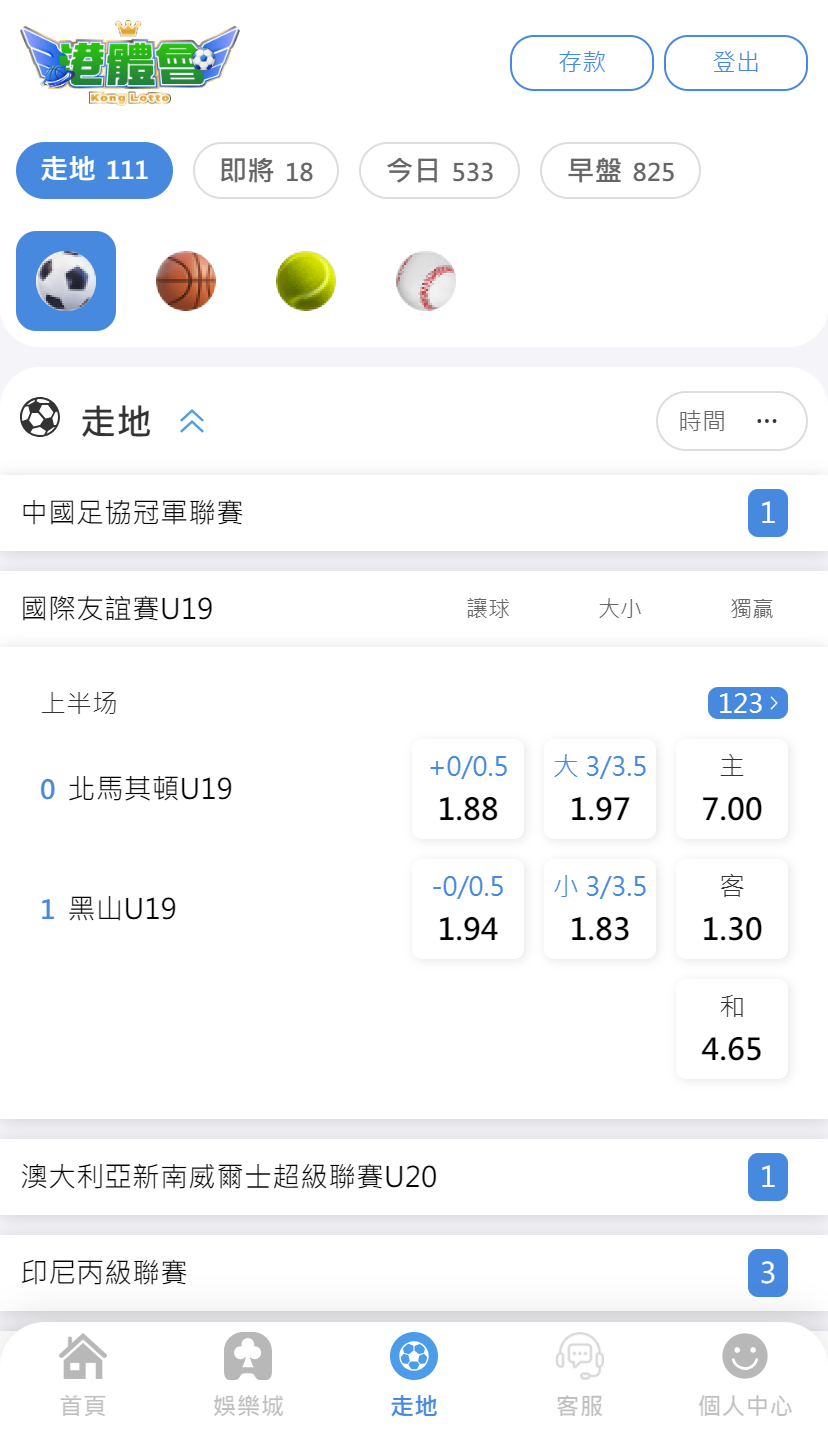 港體會
Kong Lotto
存款 登出
走地 111 即將 18 今日 533 早盤 825
走地 時間 ···
中國足協冠軍聯賽 1
國際友誼賽U19 讓球 大小 獨贏
上半场 123
+0/0.5 大 3/3.5 主
0 北馬其頓U19 1.88 1.97 7.00
-0/0.5 小 3/3.5 客
1 黑山U19 1.94 1.83 1.30
和
4.65
澳大利亞新南威爾士超級聯賽U20 1
印尼丙級聯賽 3
首頁 娛樂城 走地 客服 個人中心